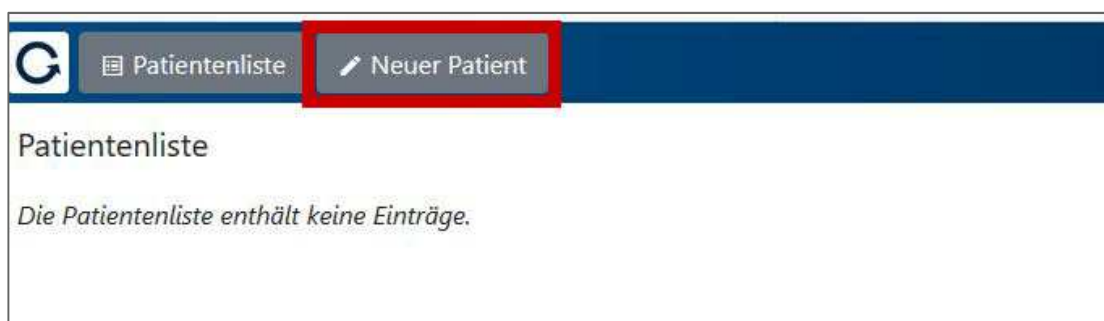 Patientenliste Neuer Patient
Patientenliste
Die Patientenliste enthält keine Einträge.